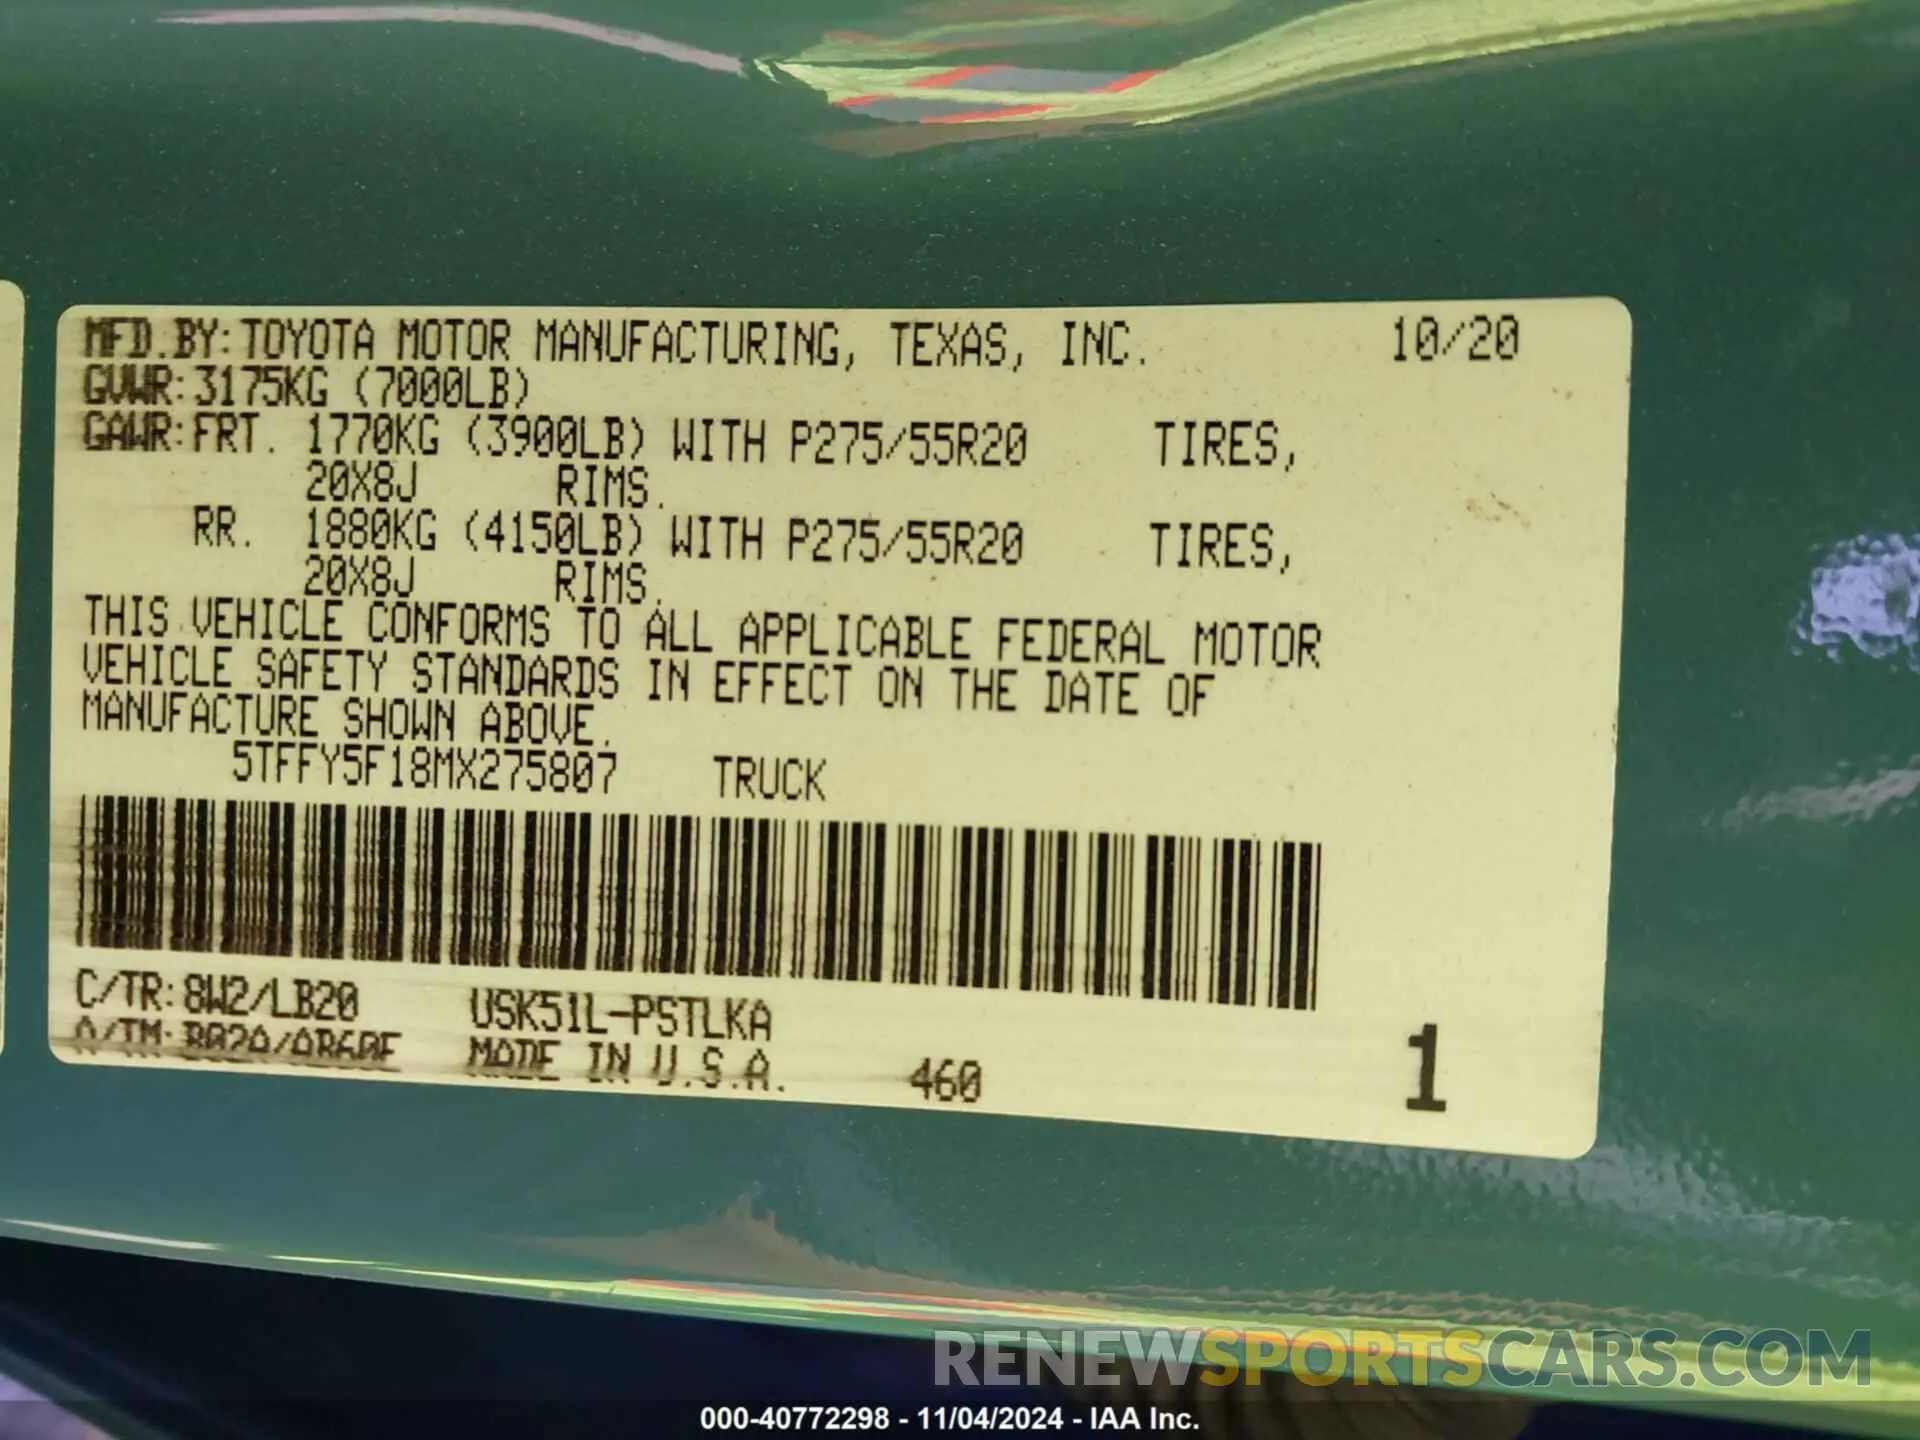 MFD.BY:TOYOTA MOTOR MANUFACTURING, TEXAS, INC. 10/20
GVWR:3175KG (7000LB)
GAWR:FRT. 1770KG (3900LB) WITH P275/55R20 TIRES,
20X8J RIMS.
RR. 1880KG (4150LB) WITH P275/55R20 TIRES,
20X8J RIMS.
THIS VEHICLE CONFORMS TO ALL APPLICABLE FEDERAL MOTOR
VEHICLE SAFETY STANDARDS IN EFFECT ON THE DATE OF
MANUFACTURE SHOWN ABOVE.
5TFFY5F18MX275807 TRUCK
C/TR:8W2/LB20 USK51L-PSTLKA
A/TM:B02A/AB60F MADE IN U.S.A. 460 1
RENEWSPORTSCARS.COM
000-40772298 - 11/04/2024 - IAA Inc.